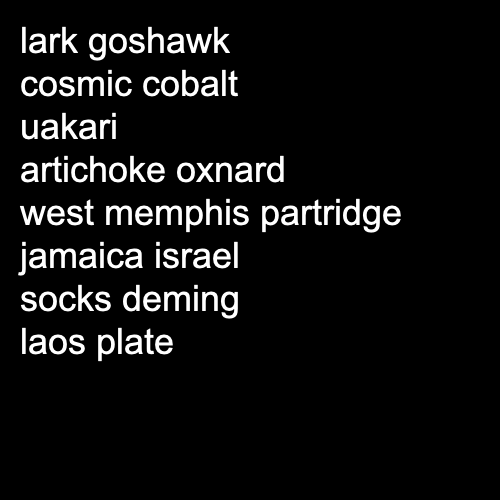 lark goshawk
cosmic cobalt
uakari
artichoke oxnard
west memphis partridge
jamaica israel
socks deming
laos plate